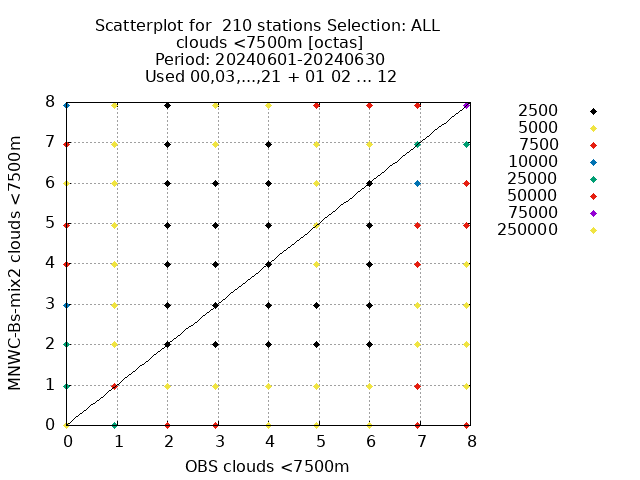 Scatterplot for  210 stations Selection: ALL
clouds <7500m [octas]
Period: 20240601-20240630
Used 00,03,...,21 + 01 02 ... 12
MNWC-Bs-mix2 clouds <7500m
8
7
6
5
4
3
2
1
0
0 1 2 3 4 5 6 7 8
OBS clouds <7500m
2500
5000
7500
10000
25000
50000
75000
250000